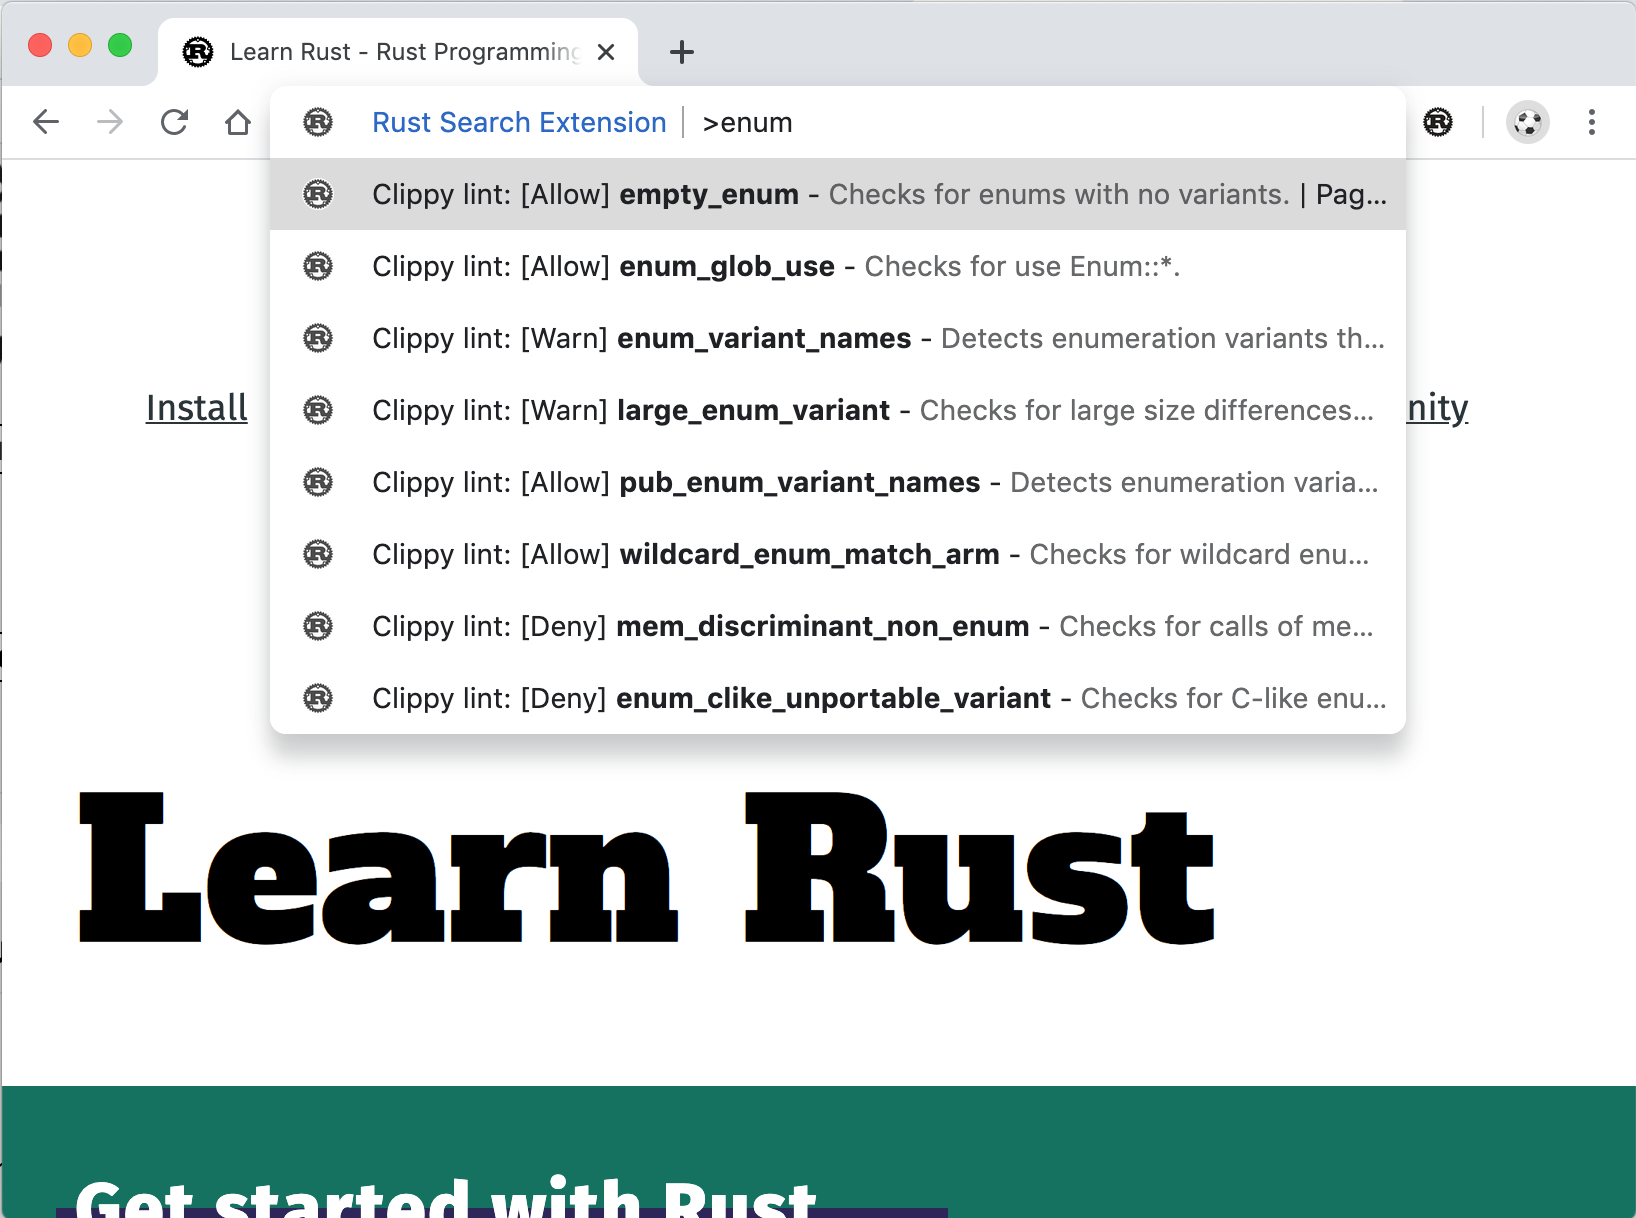 Learn Rust - Rust Programming
Rust Search Extension | >enum
Clippy lint: [Allow] empty_enum - Checks for enums with no variants. | Pag...
Clippy lint: [Allow] enum_glob_use - Checks for use Enum::*.
Clippy lint: [Warn] enum_variant_names - Detects enumeration variants th...
Clippy lint: [Warn] large_enum_variant - Checks for large size differences...
Clippy lint: [Allow] pub_enum_variant_names - Detects enumeration varia...
Clippy lint: [Allow] wildcard_enum_match_arm - Checks for wildcard enu...
Clippy lint: [Deny] mem_discriminant_non_enum - Checks for calls of me...
Clippy lint: [Deny] enum_clike_unportable_variant - Checks for C-like enu...
Install nity
Learn Rust
Get started with Rust